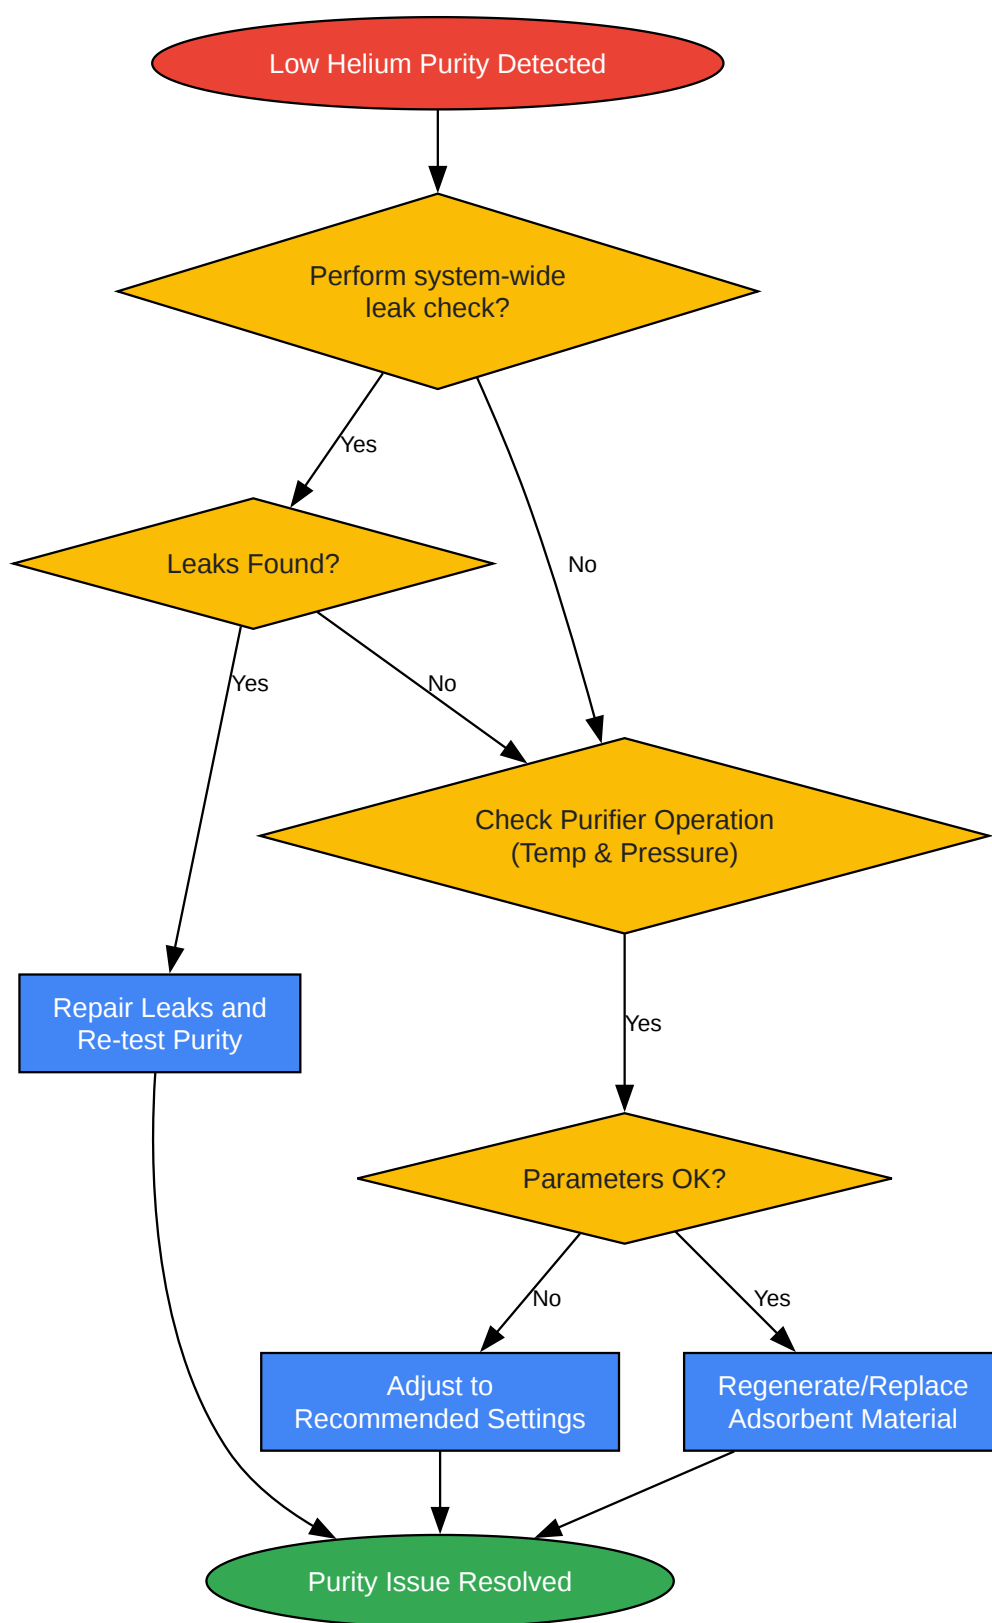 Low Helium Purity Detected
Perform system-wide
leak check?
Yes
Leaks Found?
No
Yes
No
Check Purifier Operation
(Temp & Pressure)
Repair Leaks and
Re-test Purity
Yes
Parameters OK?
No
Yes
Adjust to
Recommended Settings
Regenerate/Replace
Adsorbent Material
Purity Issue Resolved